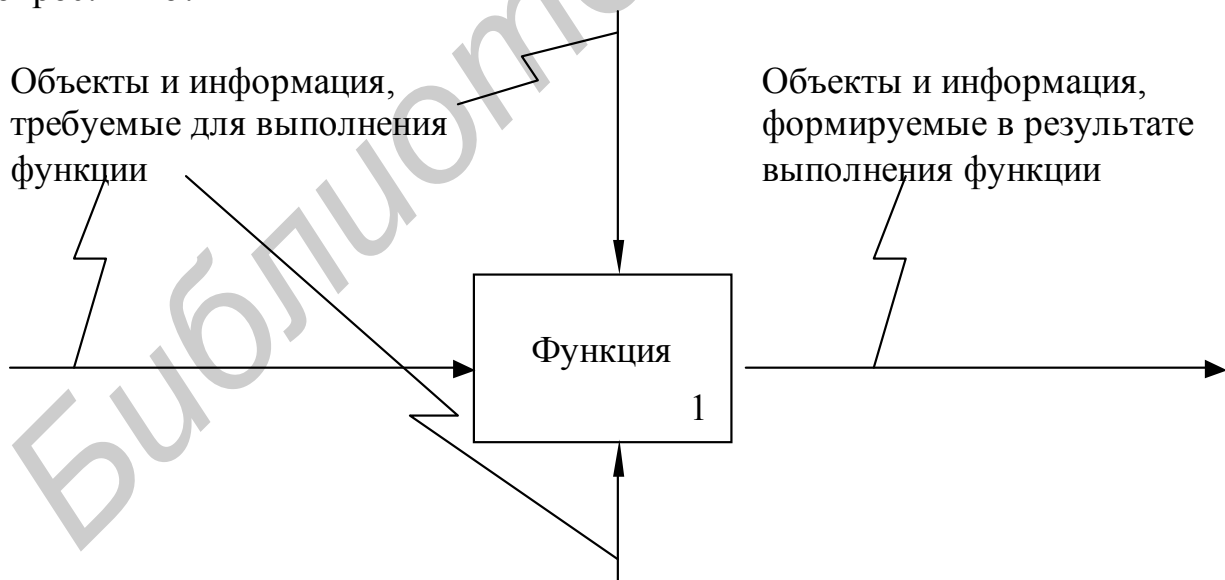 Объекты и информация,
требуемые для выполнения
функции
Объекты и информация,
формируемые в результате
выполнения функции
Функция
1